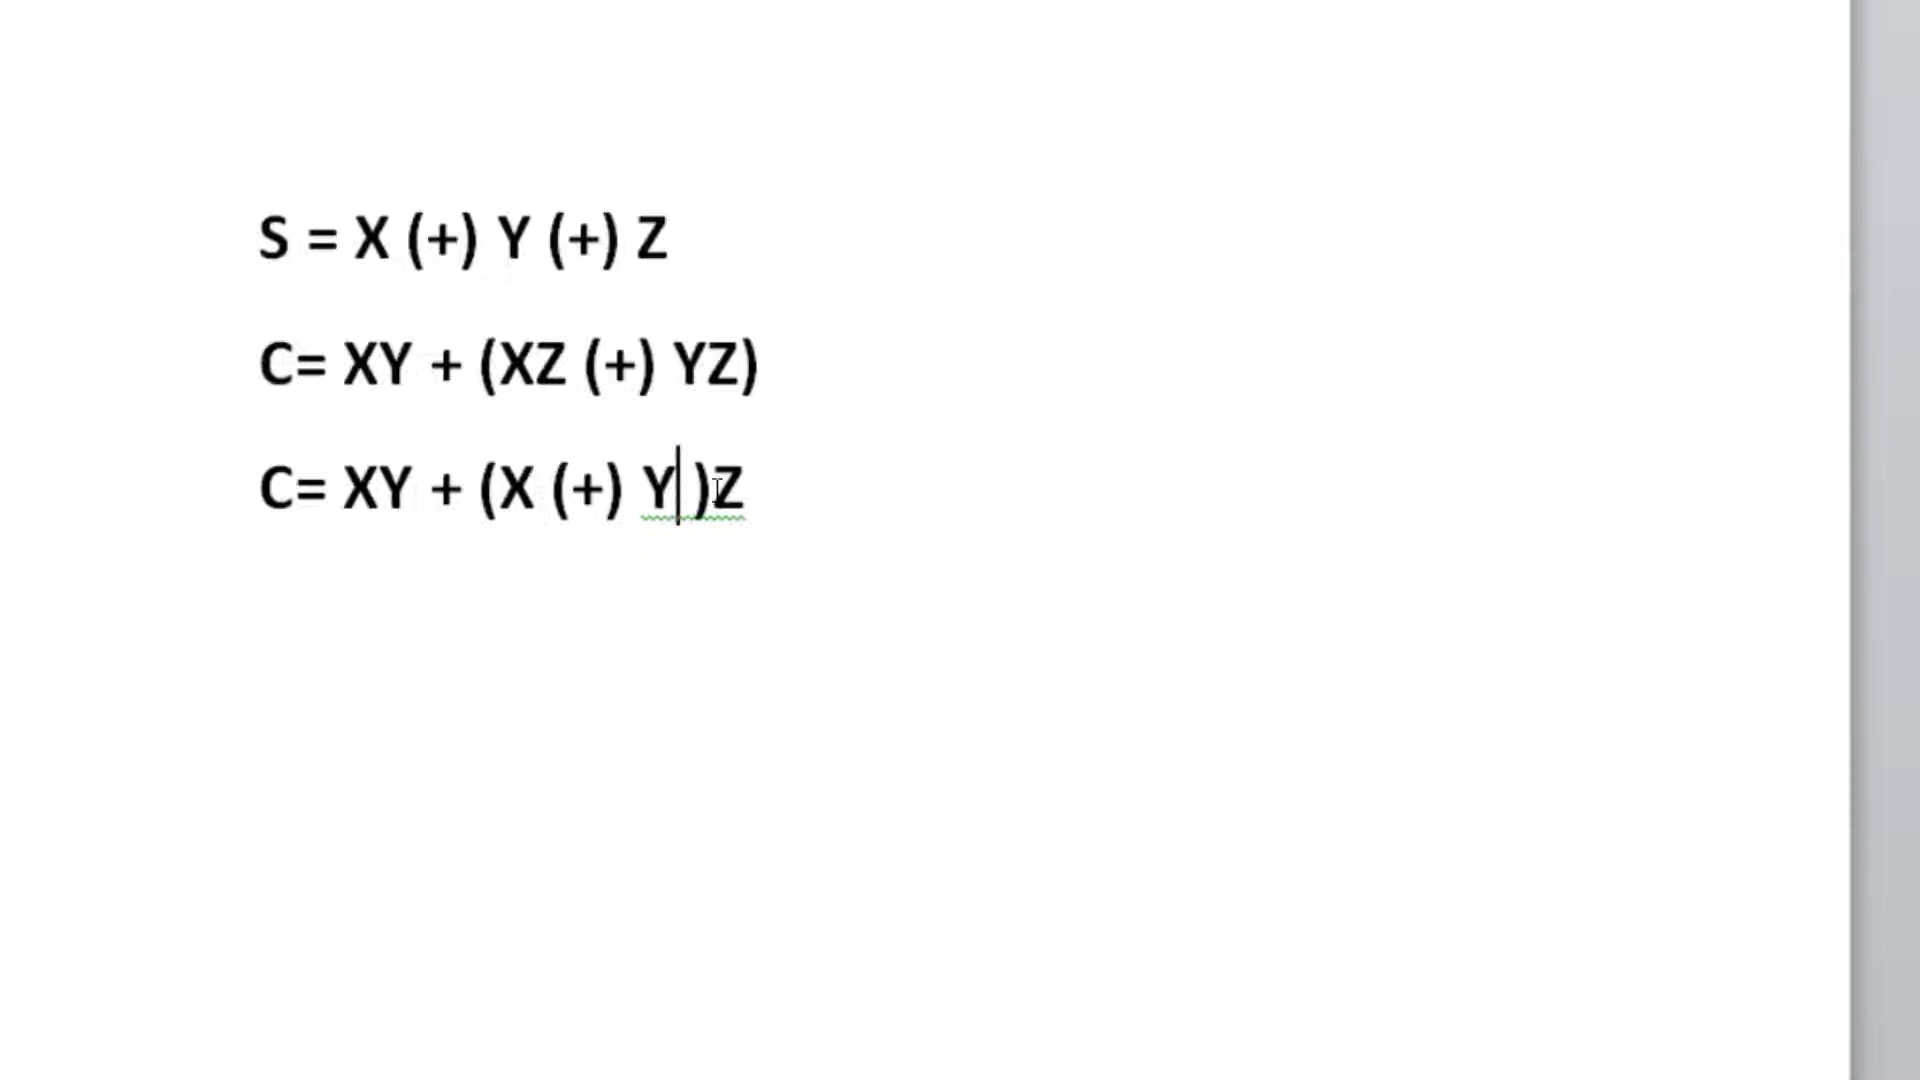 S = X (+) Y (+) Z
C= XY + (XZ (+) YZ)
C= XY + (X (+) Y )Z